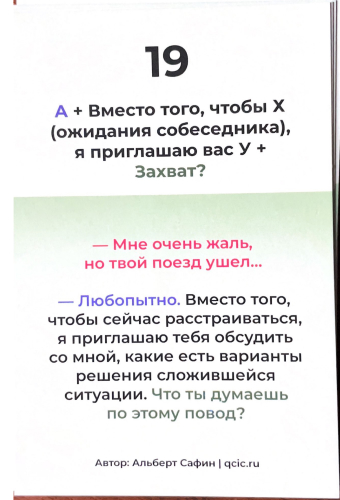 19
А + Вместо того, чтобы Х
(ожидания собеседника),
я приглашаю вас У +
Захват?
— Мне очень жаль,
но твой поезд ушел...
— Любопытно. Вместо того,
чтобы сейчас расстраиваться,
я приглашаю тебя обсудить
со мной, какие есть варианты
решения сложившейся
ситуации. Что ты думаешь
по этому повод?
Автор: Альберт Сафин | qcic.ru